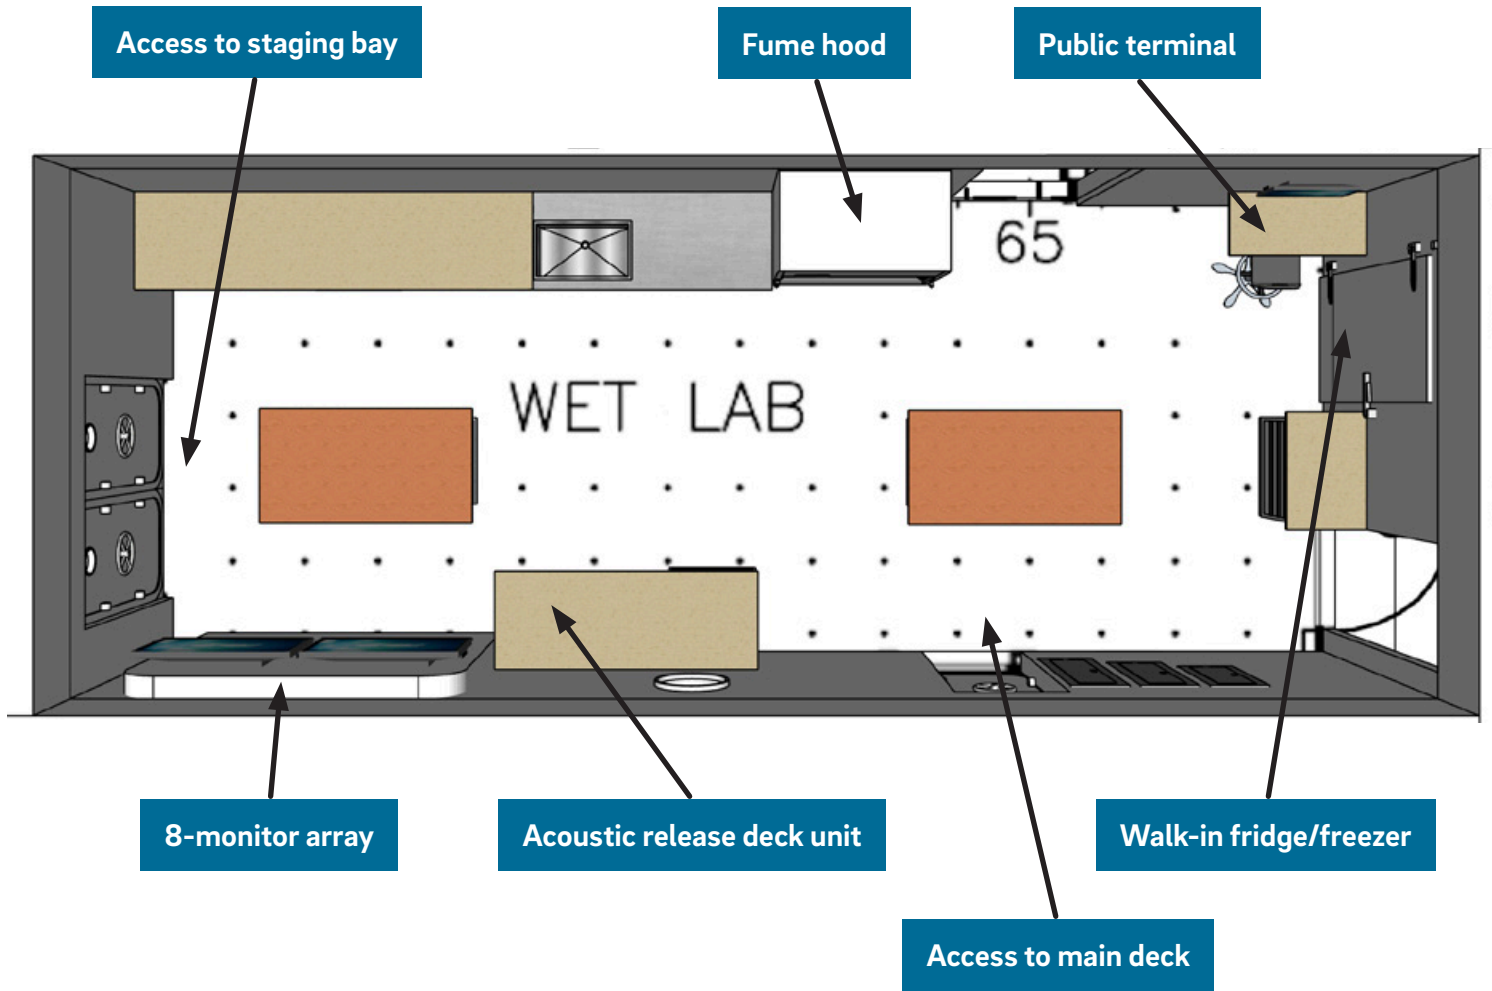 Access to staging bay
Fume hood
Public terminal
65
WET LAB
8-monitor array
Acoustic release deck unit
Walk-in fridge/freezer
Access to main deck